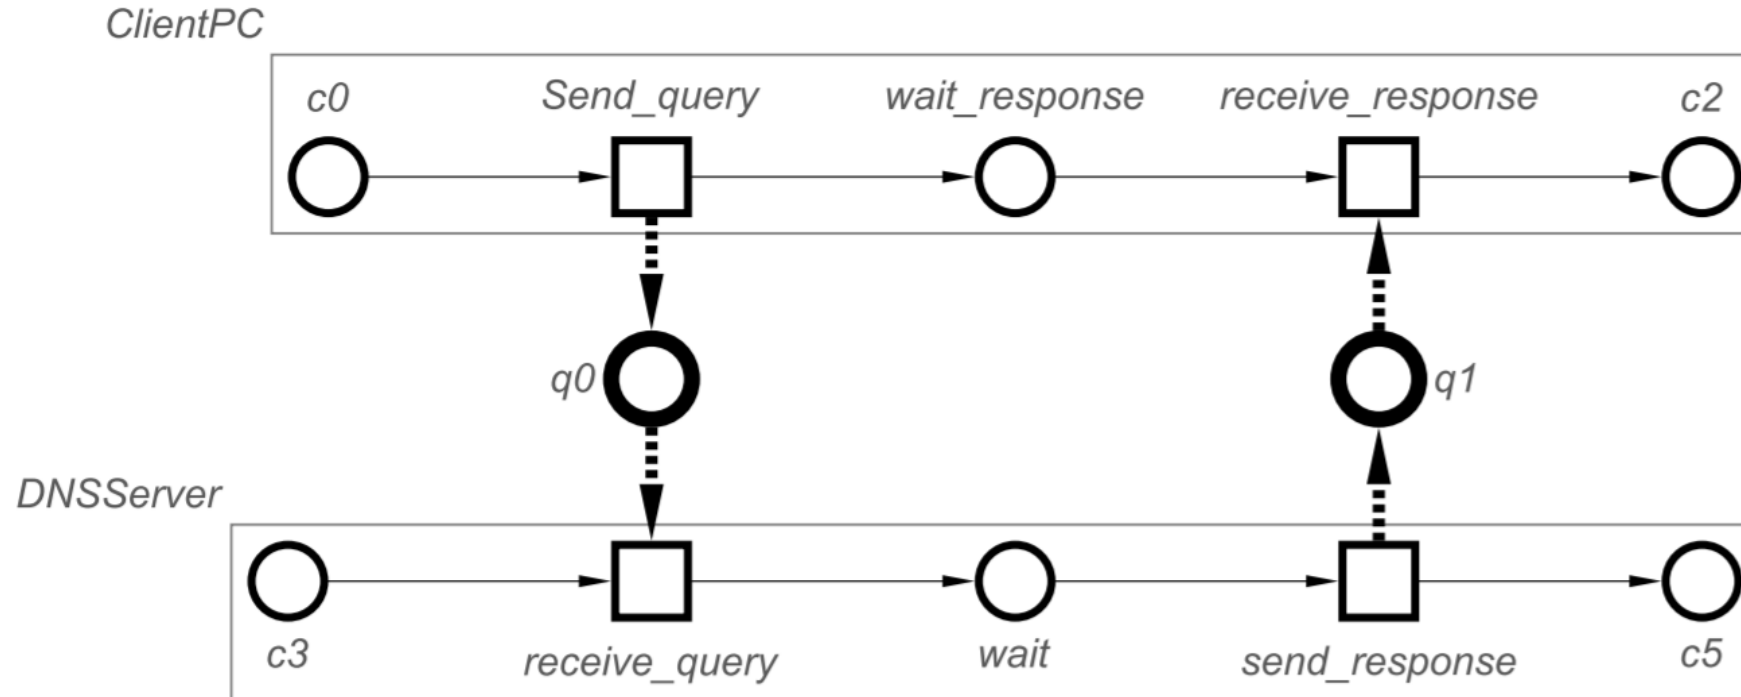 ClientPC
c0
Send_query
wait_response
receive_response
c2
q0
q1
DNSServer
c3
receive_query
wait
send_response
c5